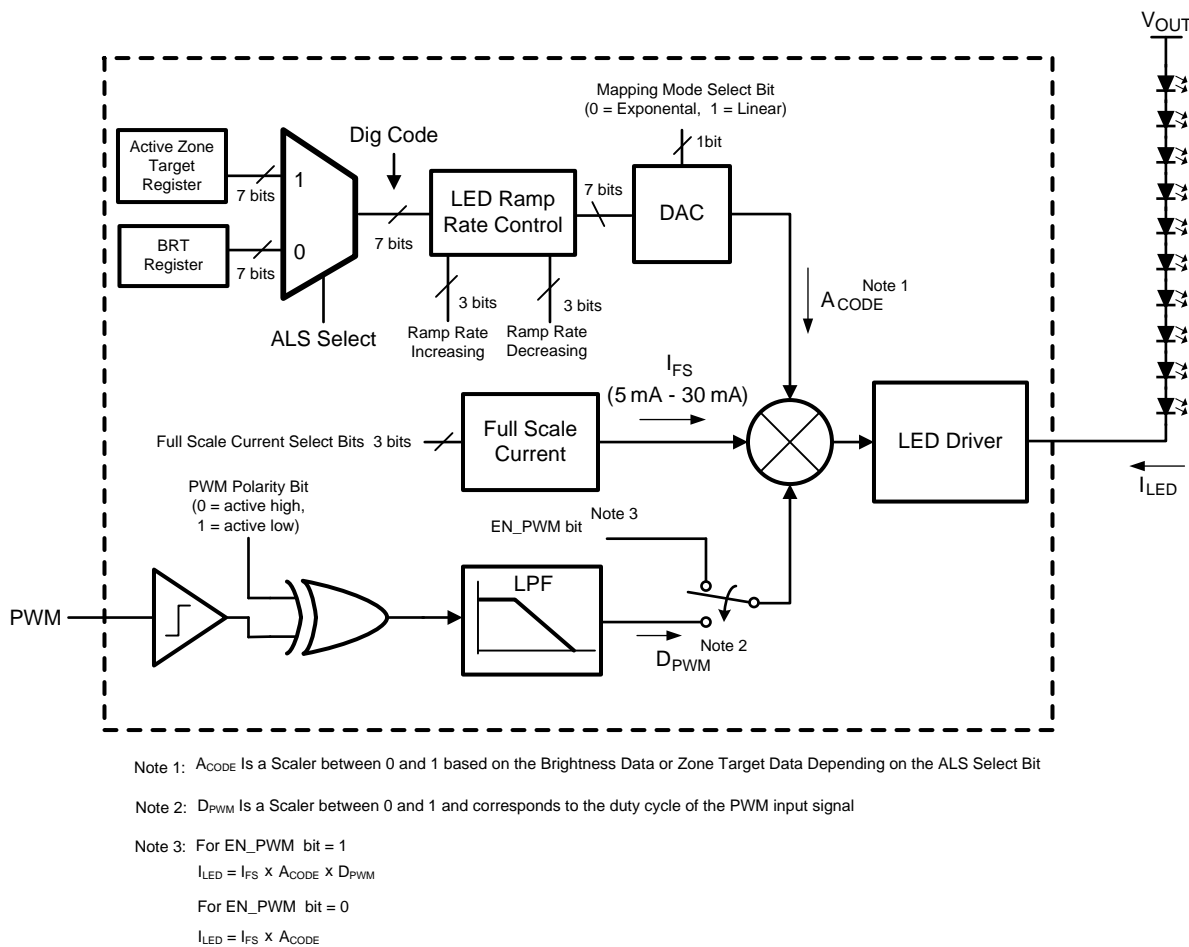 VOUT
Mapping Mode Select Bit
(0 = Exponental, 1 = Linear)
1bit
Dig Code
Active Zone
Target
Register
7 bits
1
LED Ramp
Rate Control
7 bits
DAC
BRT
Register
7 bits
0
7 bits
3 bits
3 bits
ALS Select
Ramp Rate
Increasing
Ramp Rate
Decreasing
ACODE Note 1
IFS
(5 mA - 30 mA)
Full Scale Current Select Bits 3 bits
Full Scale
Current
LED Driver
ILED
PWM Polarity Bit
(0 = active high,
1 = active low)
EN_PWM bit Note 3
LPF
PWM
DPWM Note 2
Note 1: ACODE Is a Scaler between 0 and 1 based on the Brightness Data or Zone Target Data Depending on the ALS Select Bit
Note 2: DPWM Is a Scaler between 0 and 1 and corresponds to the duty cycle of the PWM input signal
Note 3: For EN_PWM bit = 1
ILED = IFS x ACODE x DPWM
For EN_PWM bit = 0
ILED = IFS x ACODE